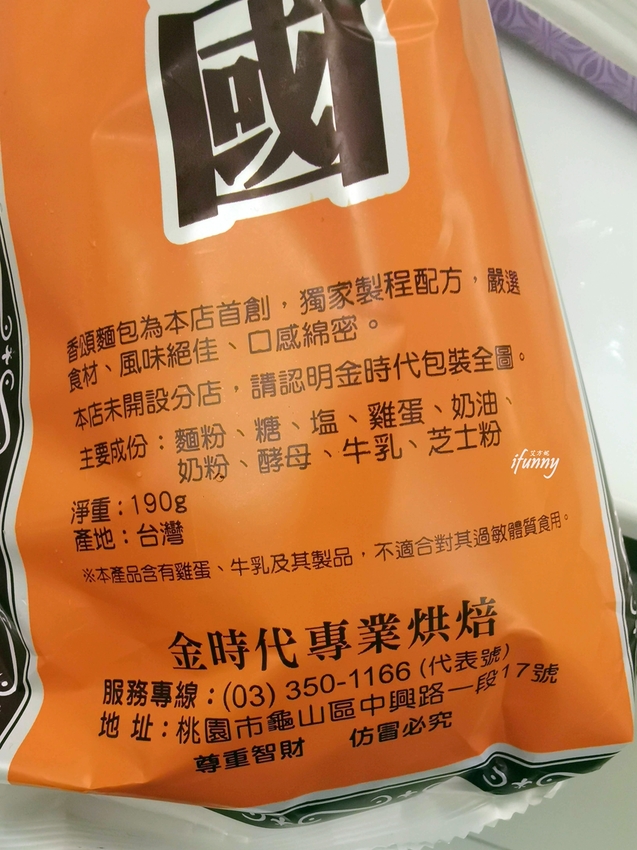 國
香頌麵包為本店首創，獨家製程配方，嚴選
食材、風味絕佳、口感綿密。
本店未開設分店，請認明金時代包裝全圖。
主要成份：麵粉、糖、塩、雞蛋、奶油、
奶粉、酵母、牛乳、芝士粉
艾方妮
ifunny
淨重：190g
產地：台灣
※本產品含有雞蛋、牛乳及其製品，不適合對其過敏體質食用。
金時代專業烘焙
服務專線：(03) 350-1166 (代表號)
地 址：桃園市龜山區中興路一段17號
尊重智財 仿冒必究